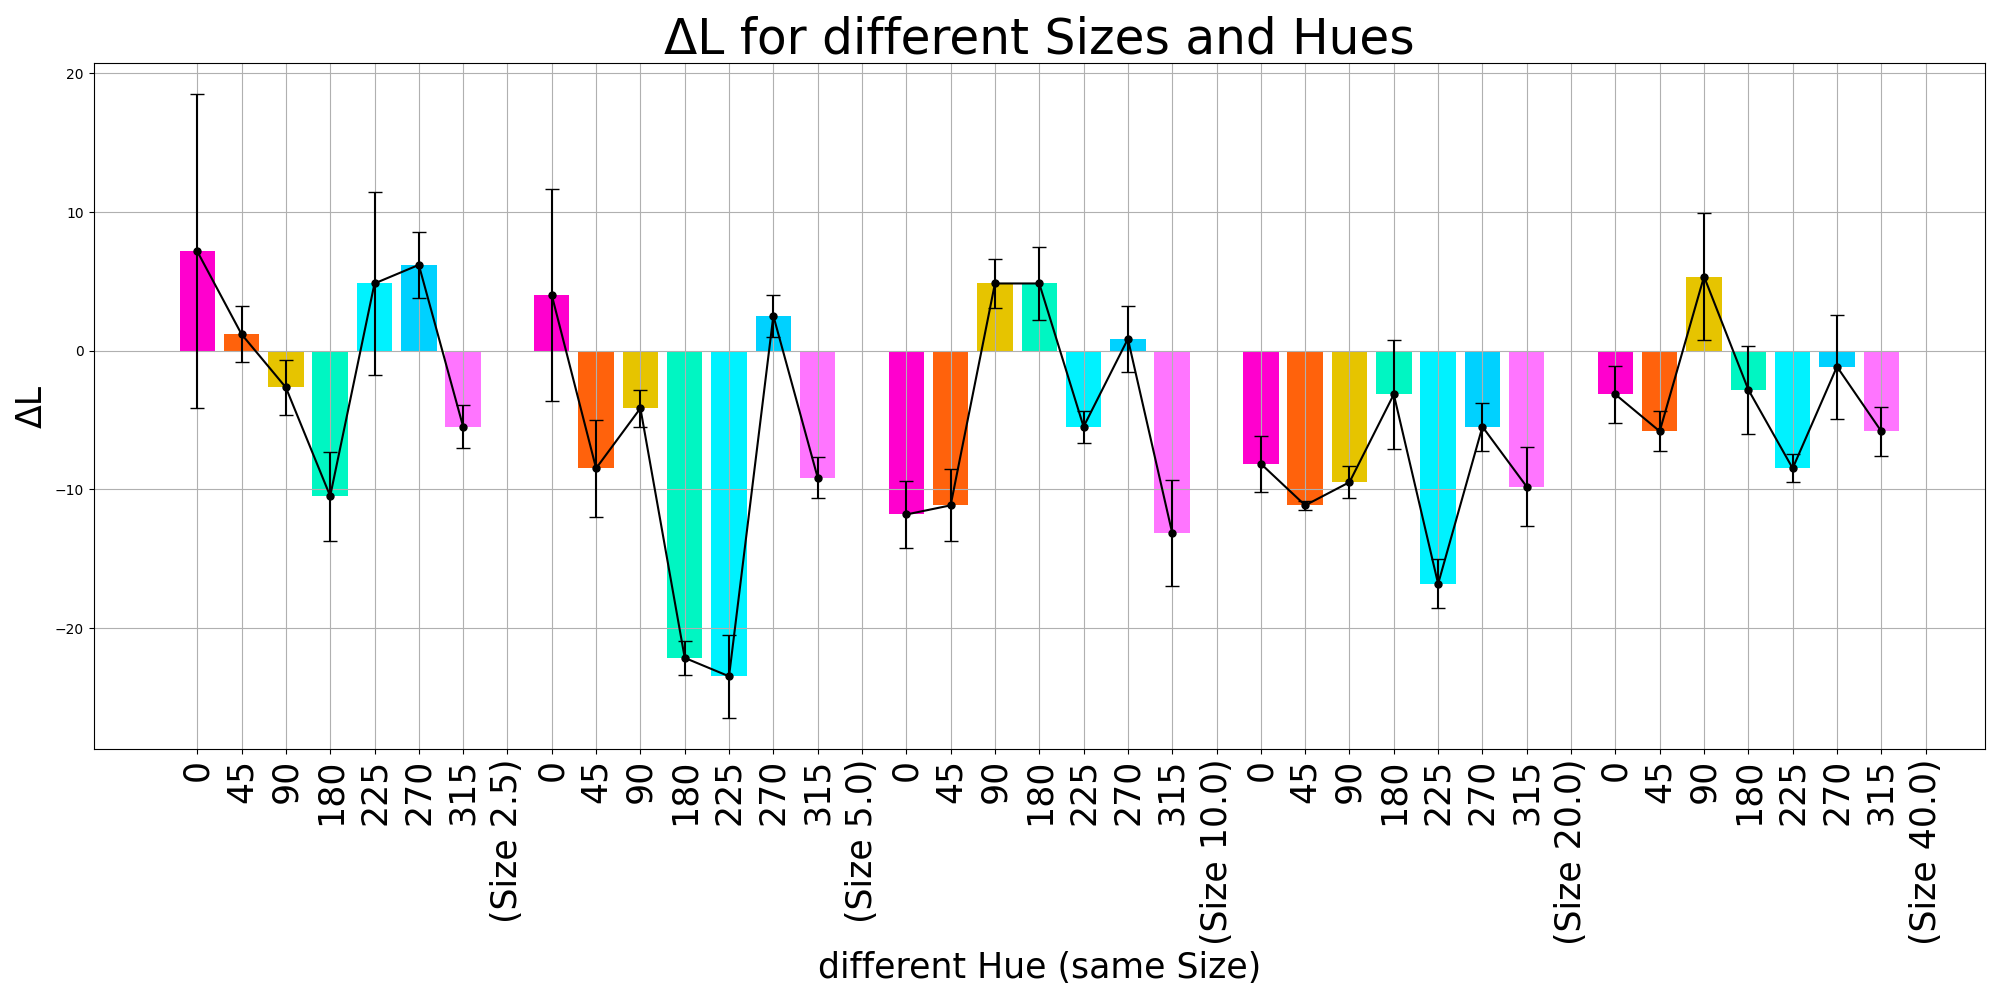 ΔL for different Sizes and Hues
20
10
0
−10
−20
ΔL
0 45 90 180 225 270 315 (Size 2.5) 0 45 90 180 225 270 315 (Size 5.0) 0 45 90 180 225 270 315 (Size 10.0) 0 45 90 180 225 270 315 (Size 20.0) 0 45 90 180 225 270 315 (Size 40.0)
different Hue (same Size)